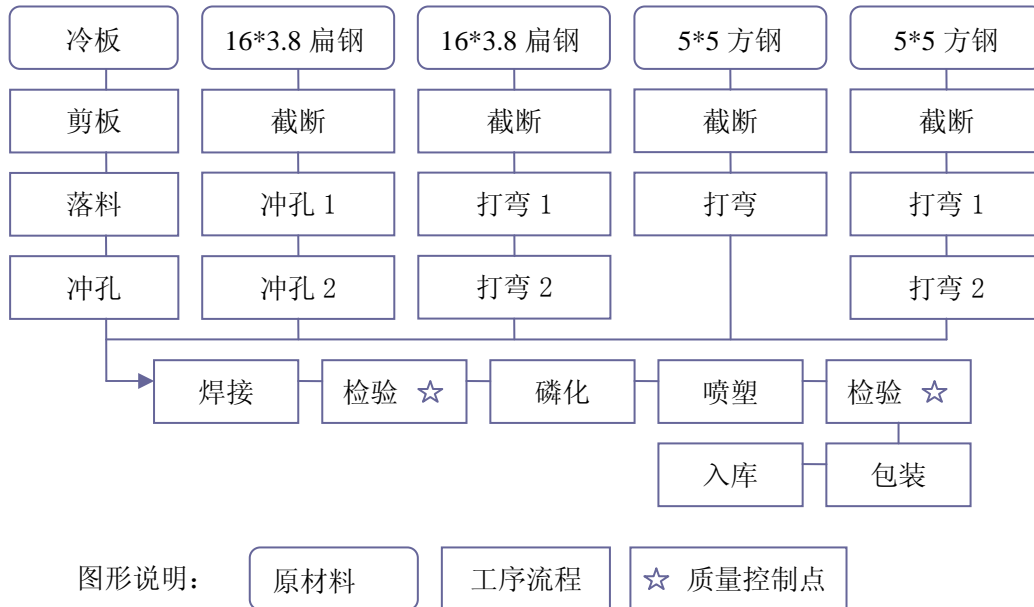 冷板 16*3.8 扁钢 16*3.8 扁钢 5*5 方钢 5*5 方钢
剪板 截断 截断 截断 截断
落料 冲孔 1 打弯 1 打弯 打弯 1
冲孔 冲孔 2 打弯 2 打弯 2
焊接 检验 ☆ 磷化 喷塑 检验 ☆
入库 包装
图形说明： 原材料 工序流程 ☆ 质量控制点